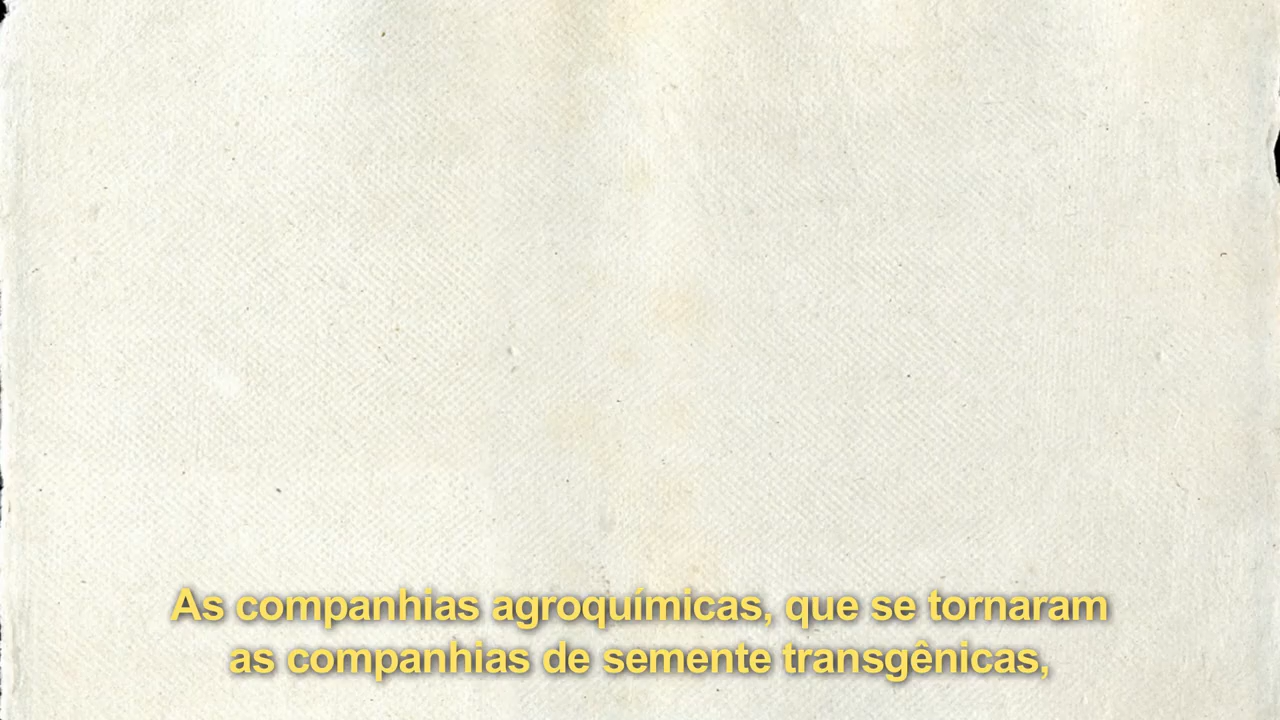 As companhias agroquímicas, que se tornaram
as companhias de semente transgênicas,